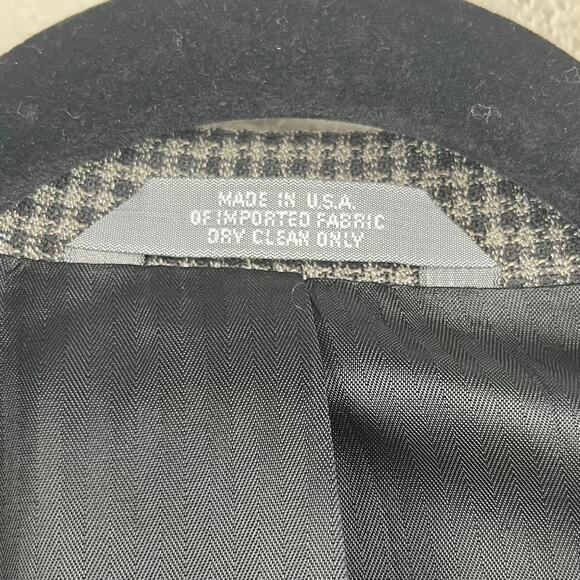 MADE IN U.S.A.
OF IMPORTED FABRIC
DRY CLEAN ONLY